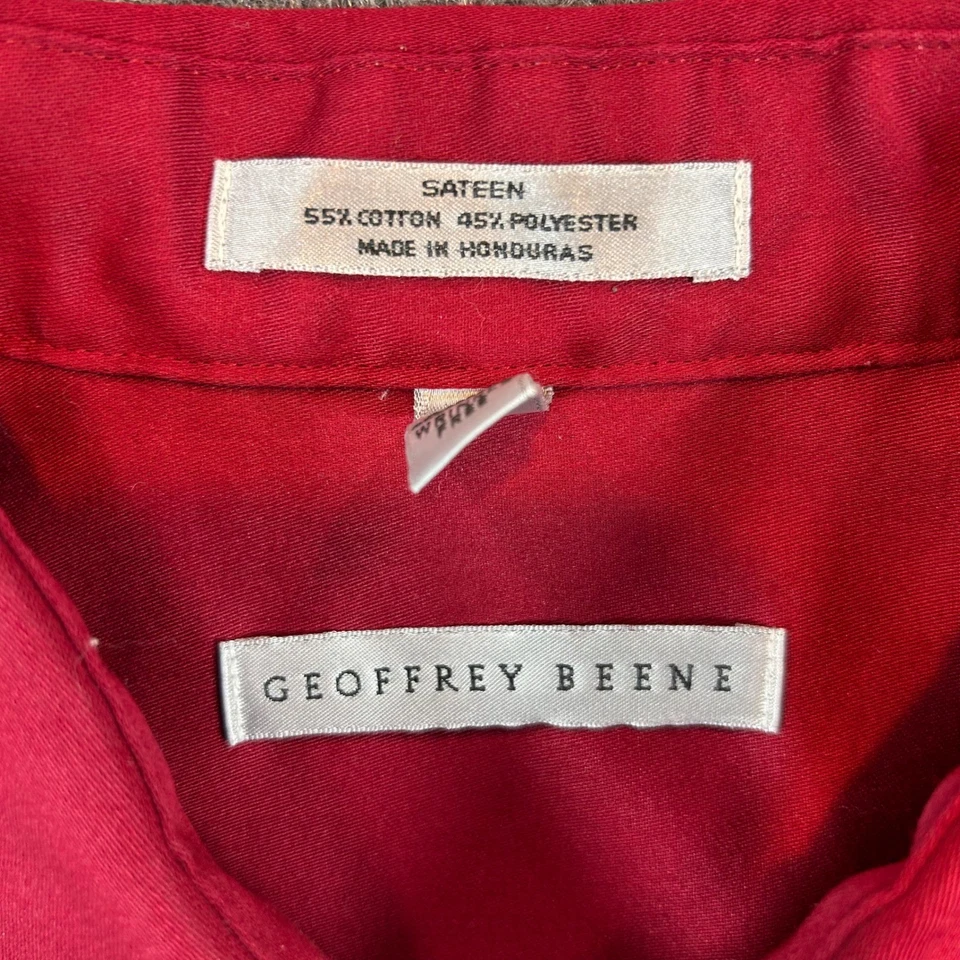 SATEEN
55% COTTON 45% POLYESTER
MADE IN HONDURAS
GEOFFREY BEENE